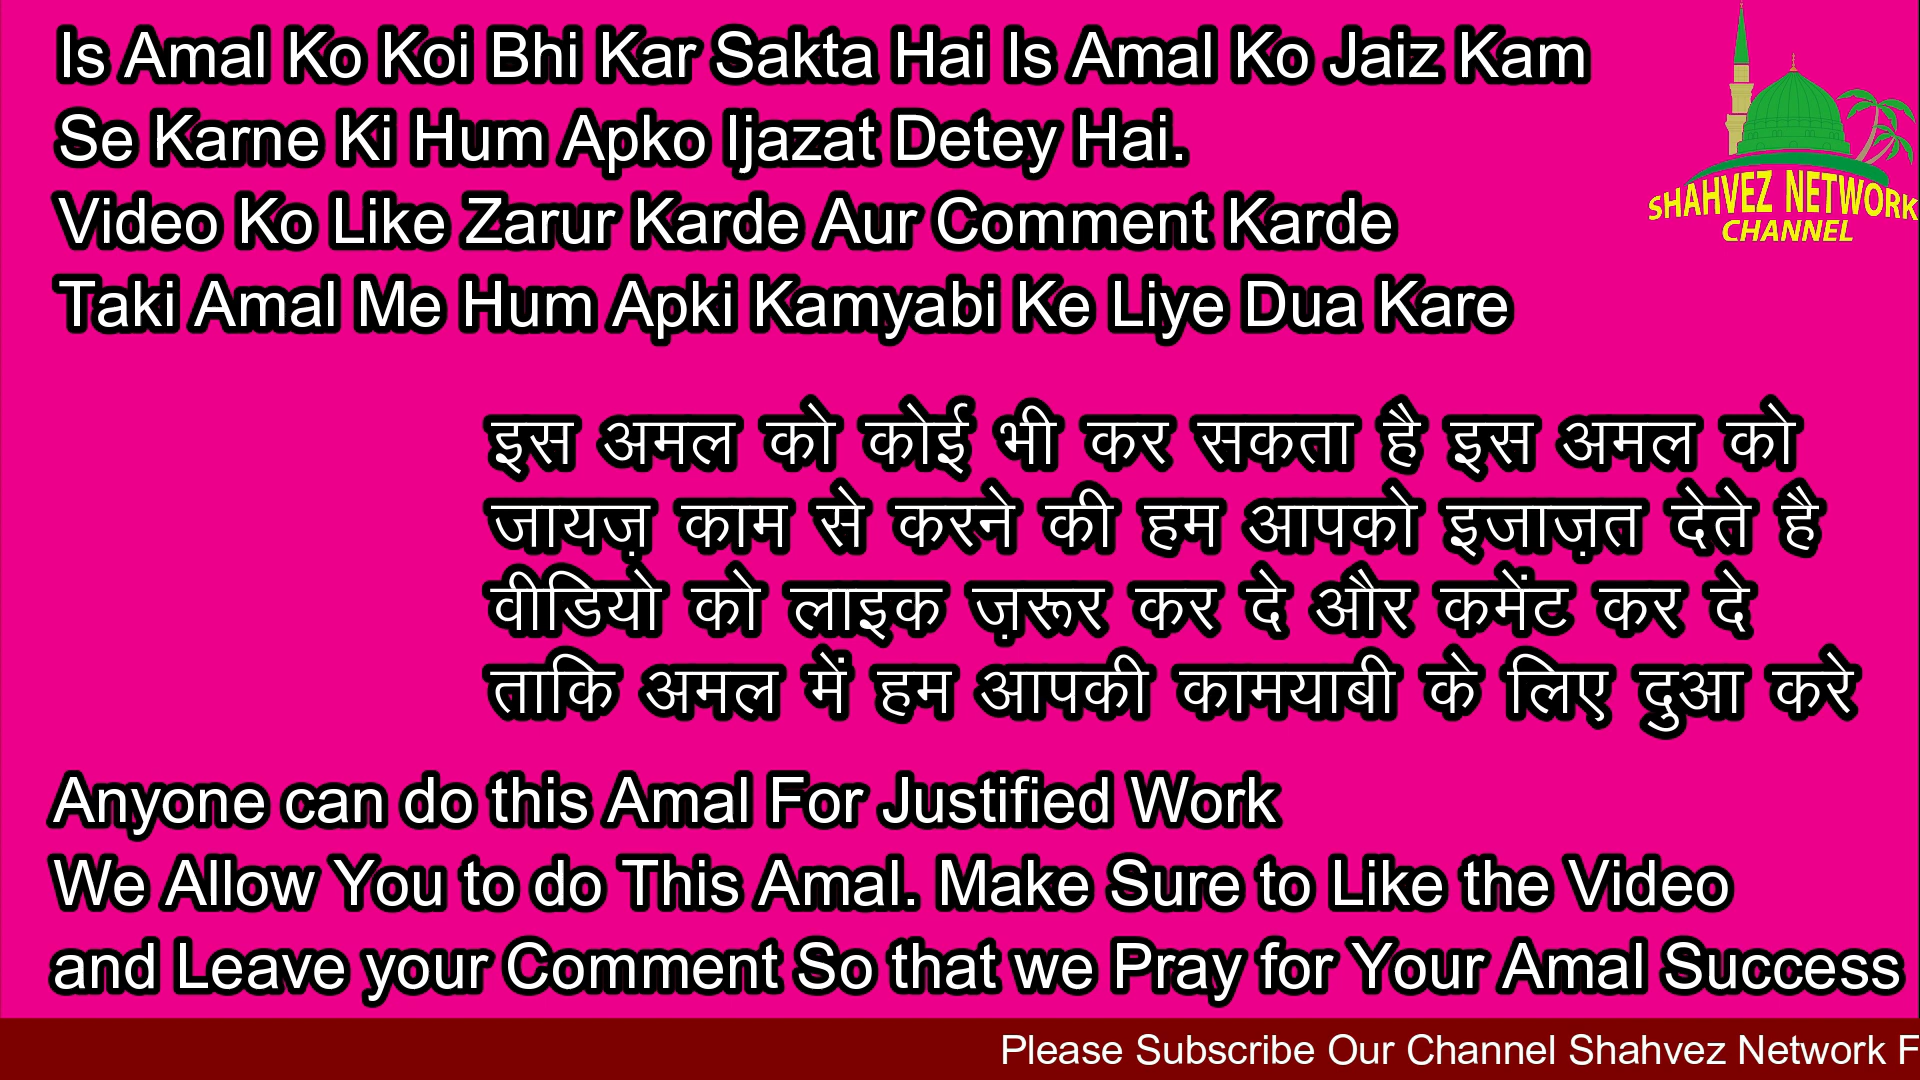 Is Amal Ko Koi Bhi Kar Sakta Hai Is Amal Ko Jaiz Kam
Se Karne Ki Hum Apko Ijazat Detey Hai.
Video Ko Like Zarur Karde Aur Comment Karde
Taki Amal Me Hum Apki Kamyabi Ke Liye Dua Kare
SHAHVEZ NETWORK
CHANNEL
इस अमल को कोई भी कर सकता है इस अमल को
जायज़ काम से करने की हम आपको इजाज़त देते है
वीडियो को लाइक ज़रूर कर दे और कमेंट कर दे
ताकि अमल में हम आपकी कामयाबी के लिए दुआ करे
Anyone can do this Amal For Justified Work
We Allow You to do This Amal. Make Sure to Like the Video
and Leave your Comment So that we Pray for Your Amal Success
Please Subscribe Our Channel Shahvez Network F